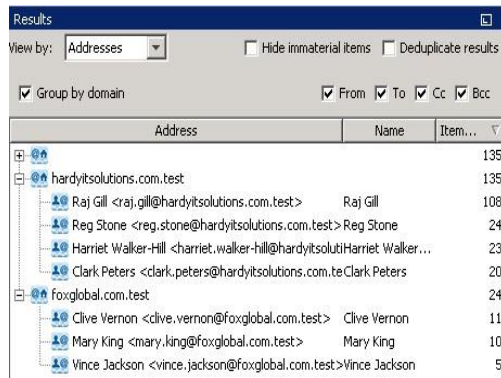 Results
View by: Addresses Hide immaterial items Deduplicate results
Group by domain From To Cc Bcc
Address Name Item...
135
hardyitsolutions.com.test 135
Raj Gill <raj.gill@hardyitsolutions.com.test> Raj Gill 108
Reg Stone <reg.stone@hardyitsolutions.com.test> Reg Stone 24
Harriet Walker-Hill <harriet.walker-hill@hardyitsoluti Harriet Walker... 23
Clark Peters <clark.peters@hardyitsolutions.com.te Clark Peters 20
foxglobal.com.test 24
Clive Vernon <clive.vernon@foxglobal.com.test> Clive Vernon 11
Mary King <mary.king@foxglobal.com.test> Mary King 10
Vince Jackson <vince.jackson@foxglobal.com.test> Vince Jackson 5